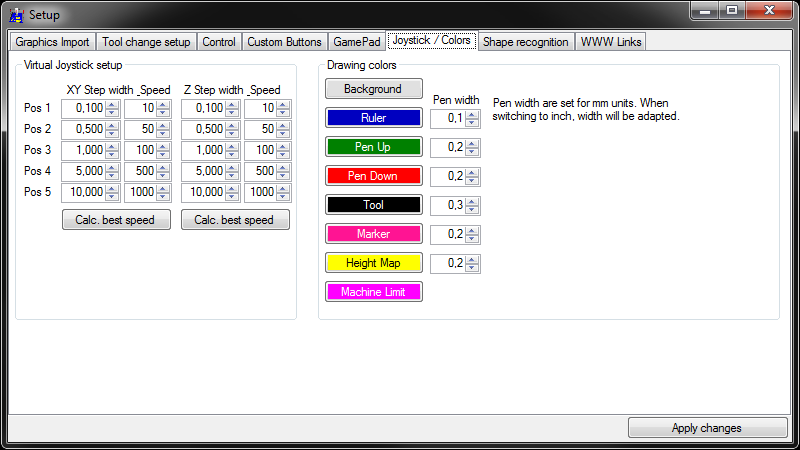 Setup
Graphics Import Tool change setup Control Custom Buttons GamePad Joystick / Colors Shape recognition WWW Links
Virtual Joystick setup
XY Step width _Speed Z Step width _Speed
Pos 1 0,100 10 0,100 10
Pos 2 0,500 50 0,500 50
Pos 3 1,000 100 1,000 100
Pos 4 5,000 500 5,000 500
Pos 5 10,000 1000 10,000 1000
Calc. best speed Calc. best speed
Drawing colors
Background
Pen width
Ruler 0,1
Pen Up 0,2
Pen Down 0,2
Tool 0,3
Marker 0,2
Height Map 0,2
Machine Limit
Pen width are set for mm units. When
switching to inch, width will be adapted.
Apply changes